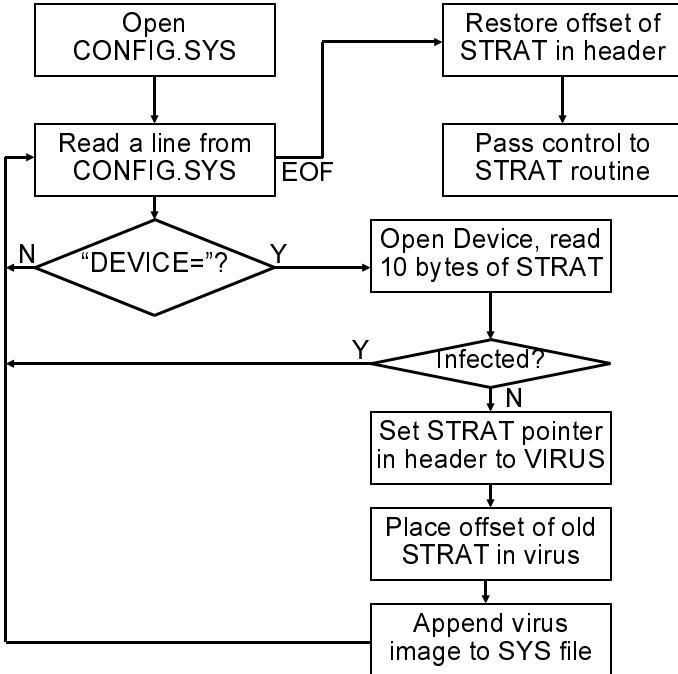 Open
CONFIG.SYS
Restore offset of
STRAT in header
Read a line from
CONFIG.SYS
EOF
Pass control to
STRAT routine
N
“DEVICE=”?
Y
Open Device, read
10 bytes of STRAT
Y
Infected?
N
Set STRAT pointer
in header to VIRUS
Place offset of old
STRAT in virus
Append virus
image to SYS file